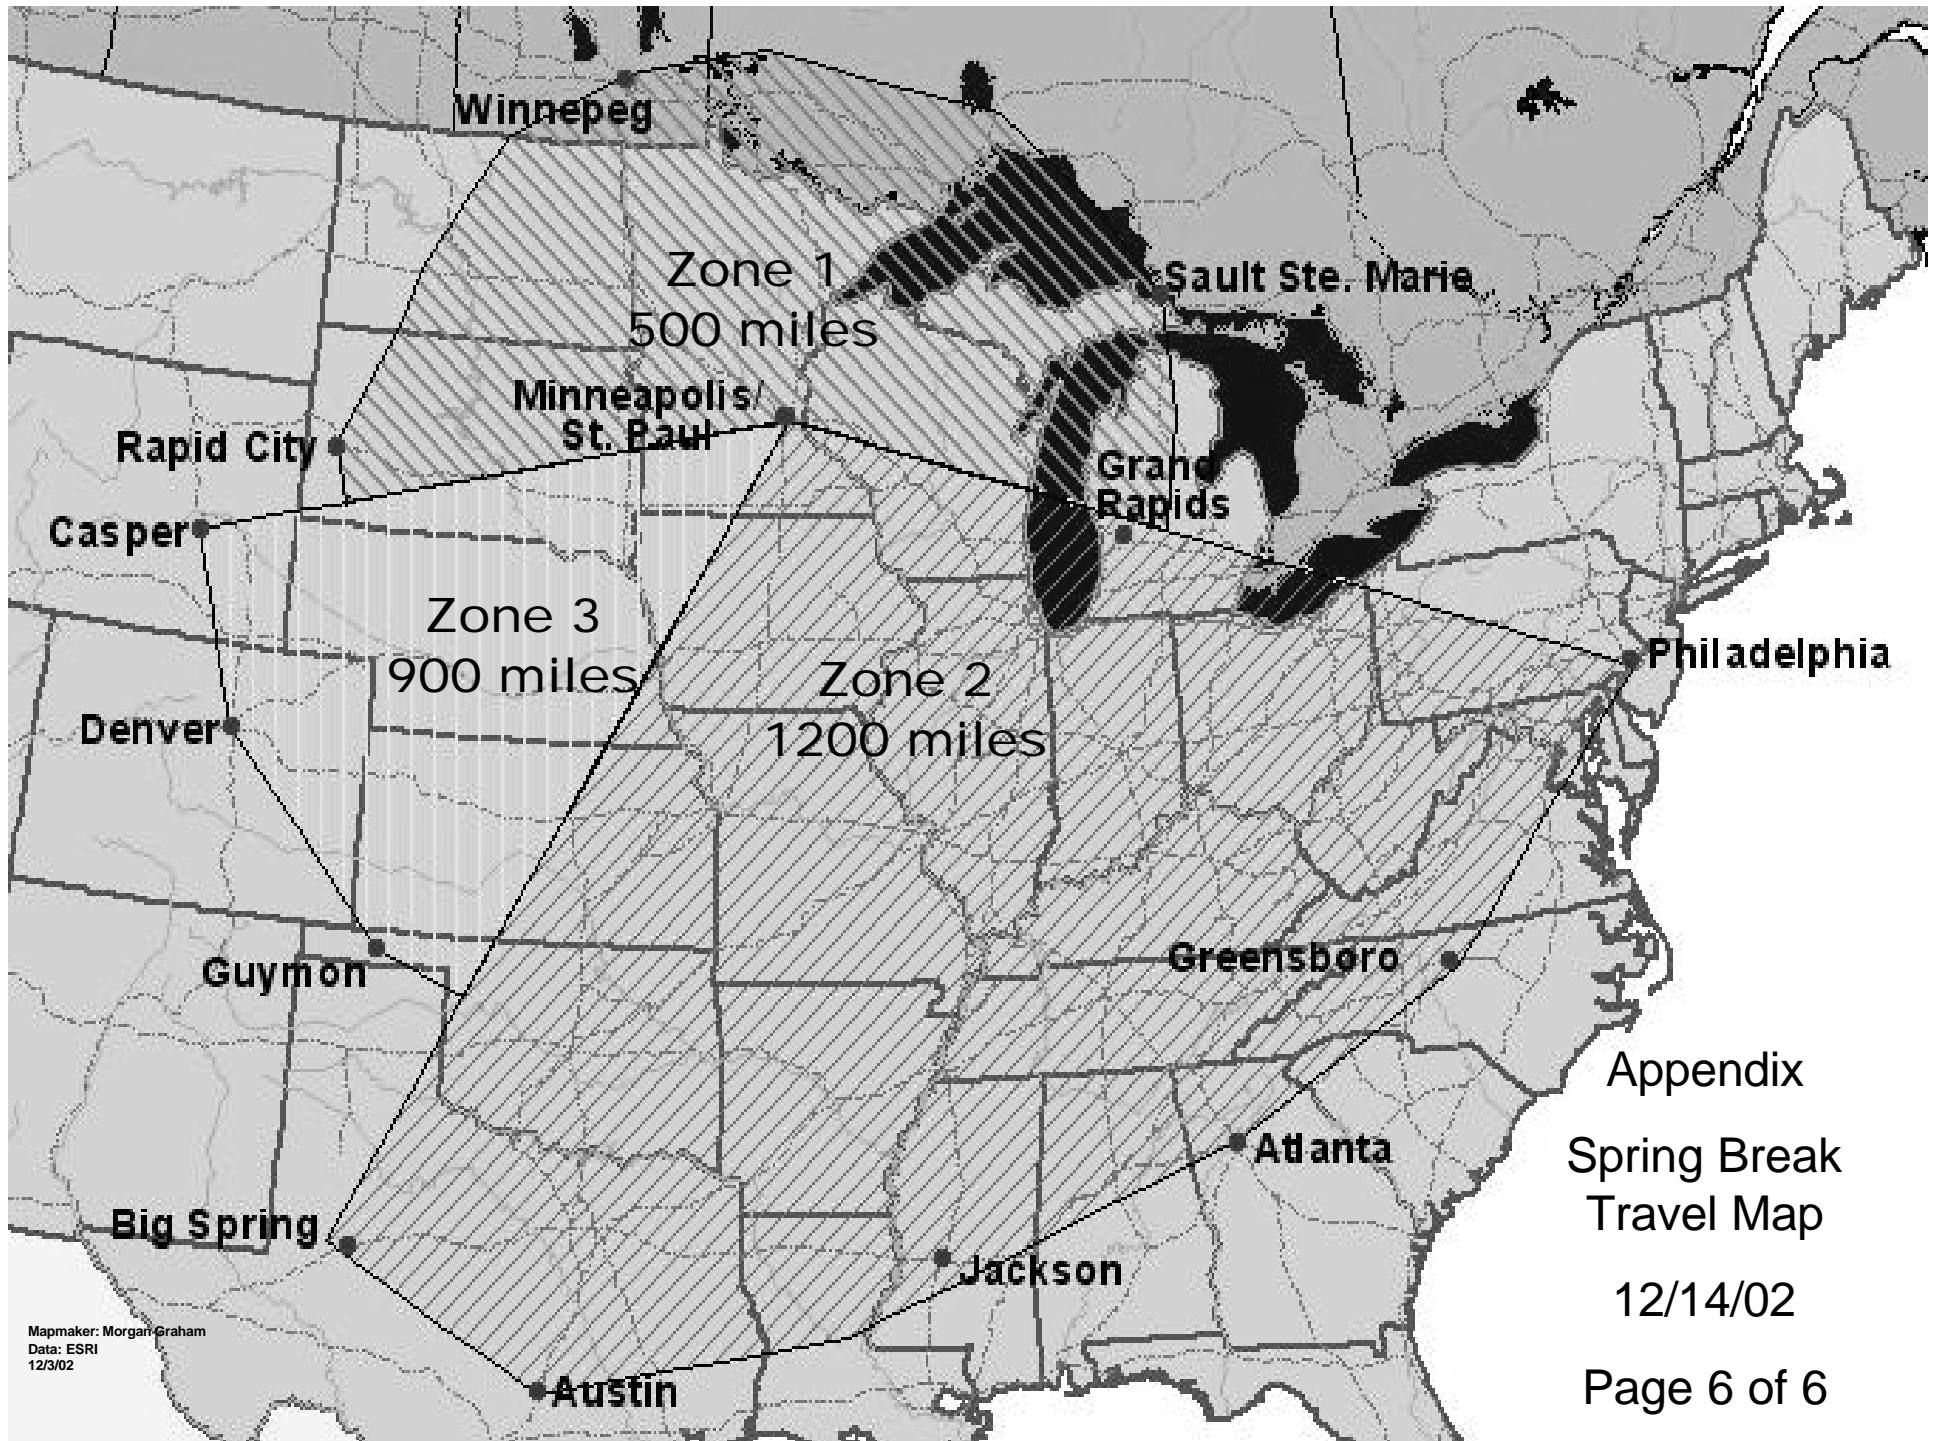 Winnepeg
Zone 1
500 miles
Sault Ste. Marie
Minneapolis/
St. Paul
Rapid City
Grand
Rapids
Casper
Zone 3
900 miles
Zone 2
1200 miles
Philadelphia
Denver
Guymon
Greensboro
Atlanta
Big Spring
Jackson
Austin
Appendix
Spring Break
Travel Map
12/14/02
Page 6 of 6
Mapmaker: Morgan Graham
Data: ESRI
12/3/02